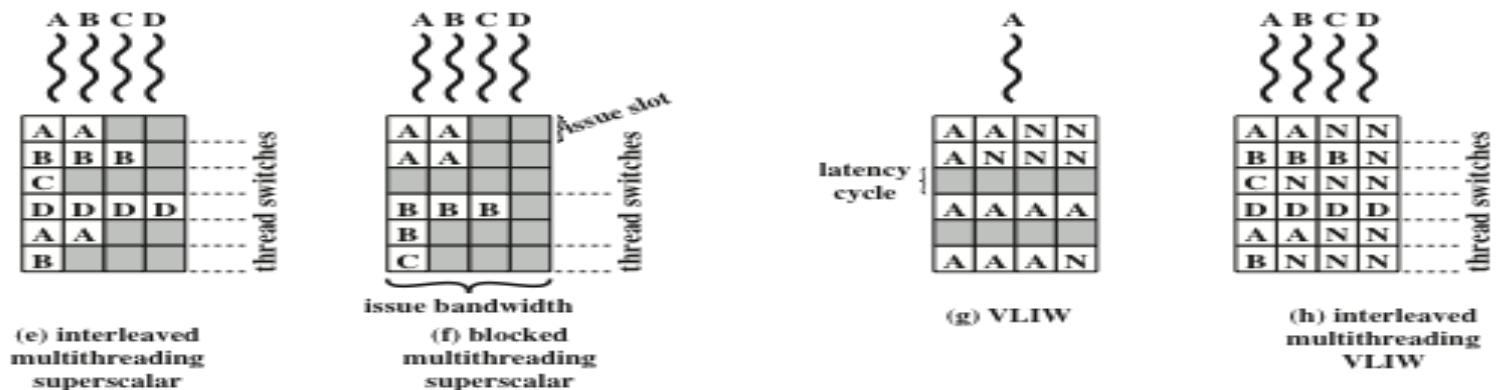 A B C D
A A
B B B
C
D D D D
A A
B
thread switches
(e) interleaved
multithreading
superscalar
A B C D
issue slot
A A
A A
B B B
B
C
thread switches
issue bandwidth
(f) blocked
multithreading
superscalar
A
latency
cycle
A A N N
A N N N
A A A A
A A A N
(g) VLIW
A B C D
A A N N
B B B N
C N N N
D D D D
A A N N
B N N N
thread switches
(h) interleaved
multithreading
VLIW